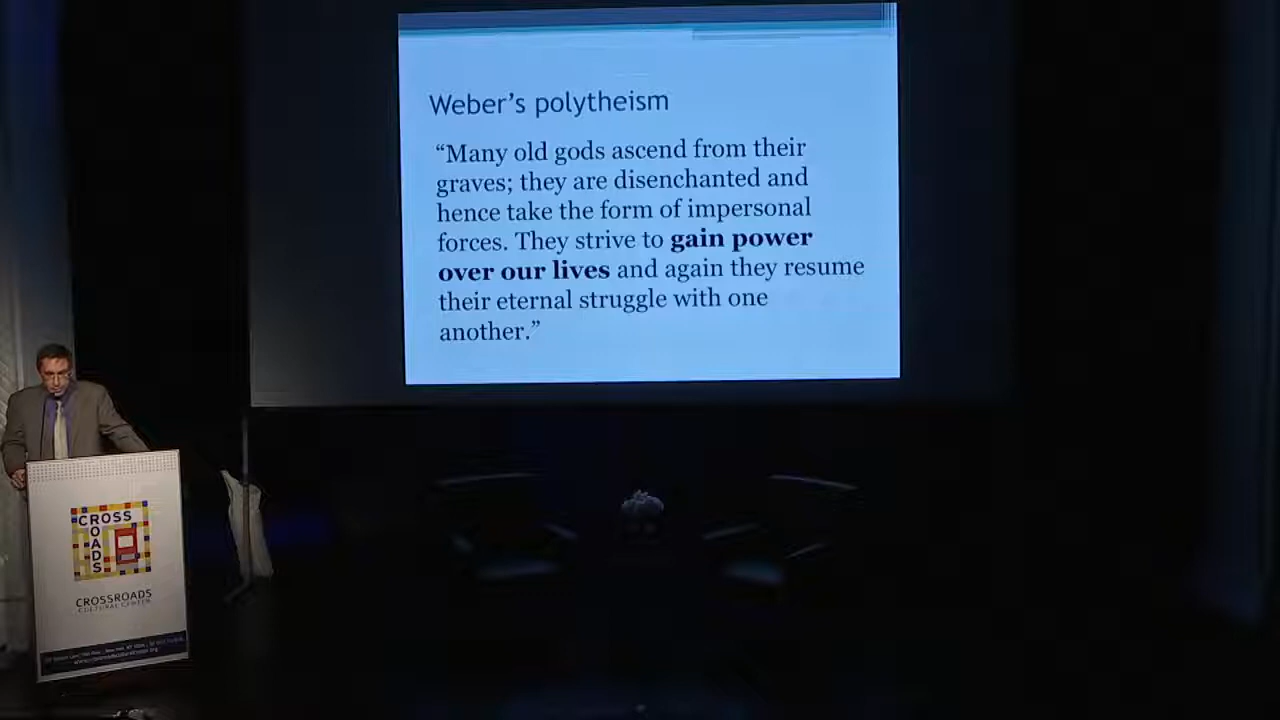 Weber's polytheism
“Many old gods ascend from their
graves; they are disenchanted and
hence take the form of impersonal
forces. They strive to gain power
over our lives and again they resume
their eternal struggle with one
another.”
CROSS
OADS
CROSSROADS
CULTURAL CENTER